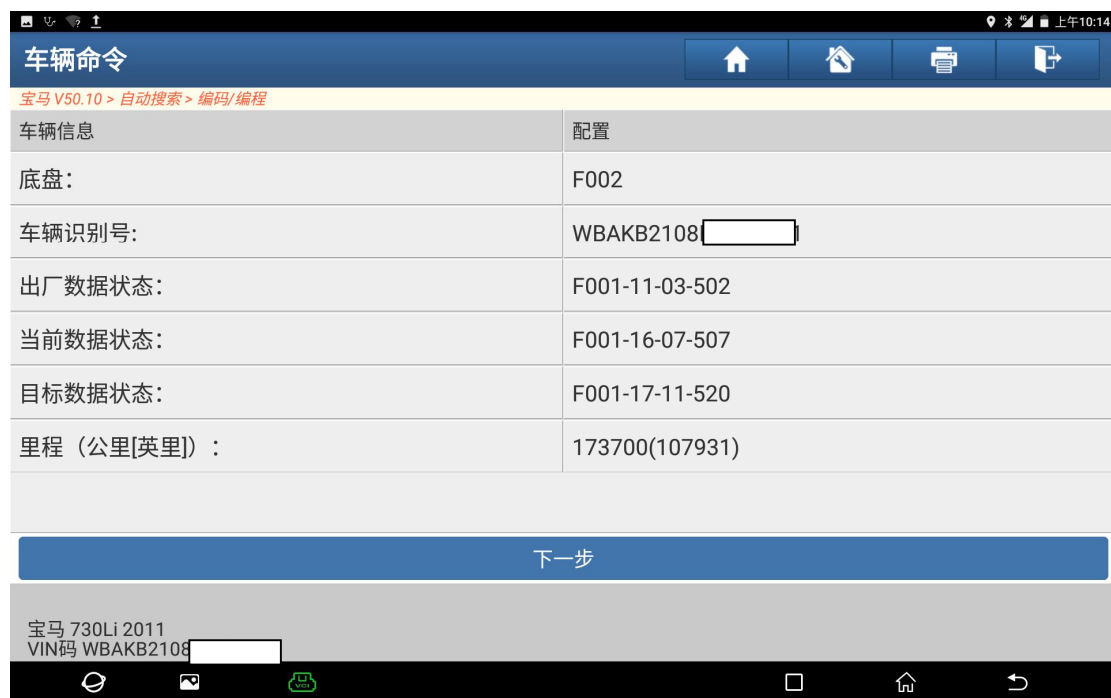 上午10:14
车辆命令
宝马 V50.10 > 自动搜索 > 编码/编程
车辆信息 配置
底盘： F002
车辆识别号: WBAKB2108
出厂数据状态： F001-11-03-502
当前数据状态： F001-16-07-507
目标数据状态： F001-17-11-520
里程（公里[英里]）： 173700(107931)
下一步
宝马 730Li 2011
VIN码 WBAKB2108
VCI